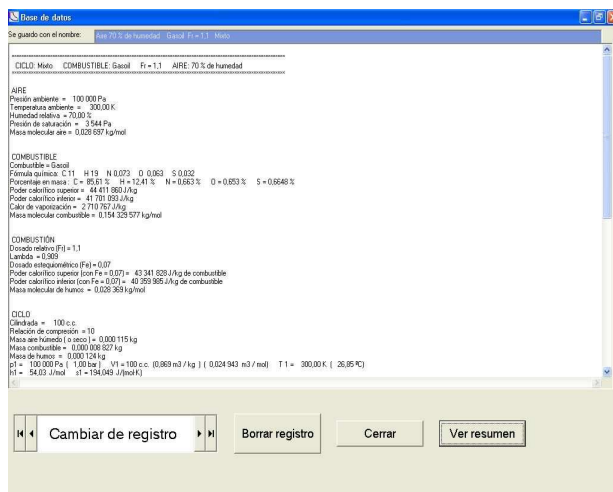 Base de datos
Se guardo con el nombre: Aire 70 % de humedad Gasoil Fr = 1,1 Mixto
CICLO: Mixto COMBUSTIBLE: Gasoil Fr = 1,1 AIRE: 70 % de humedad
AIRE
Presión ambiente = 100 000 Pa
Temperatura ambiente = 300,00 K
Humedad relativa = 70,00 %
Presión de saturación = 3 544 Pa
Masa molecular aire = 0,028 697 kg/mol
COMBUSTIBLE
Combustible = Gasoil
Fórmula química: C 11 H 19 N 0,073 O 0,063 S 0,032
Porcentaje en masa: C = 85,61 % H = 12,41 % N = 0,663 % O = 0,653 % S = 0,6648 %
Poder calorífico superior = 44 411 860 J/kg
Poder calorífico inferior = 41 701 093 J/kg
Calor de vaporización = 2 710 767 J/kg
Masa molecular combustible = 0,154 329 577 kg/mol
COMBUSTIÓN
Dosado relativo (Fr) = 1,1
Lambda = 0,909
Dosado estequiométrico (Fe) = 0,07
Poder calorífico superior (con Fe = 0,07) = 43 341 828 J/kg de combustible
Poder calorífico inferior (con Fe = 0,07) = 40 359 985 J/kg de combustible
Masa molecular de humos = 0,028 369 kg/mol
CICLO
Cilindrada = 100 c.c.
Relación de compresión = 10
Masa aire húmedo ( o seco ) = 0,000 115 kg
Masa combustible = 0,000 008 827 kg
Masa de humos = 0,000 124 kg
p1 = 100 000 Pa ( 1,00 bar ) V1 = 100 c.c. (0,869 m3 / kg ) ( 0,024 943 m3 / mol) T 1 = 300,00 K ( 26,85 ºC)
h1 = 54,03 J/mol s1 = 194,049 J/(mol·K)
Cambiar de registro
Borrar registro
Cerrar
Ver resumen